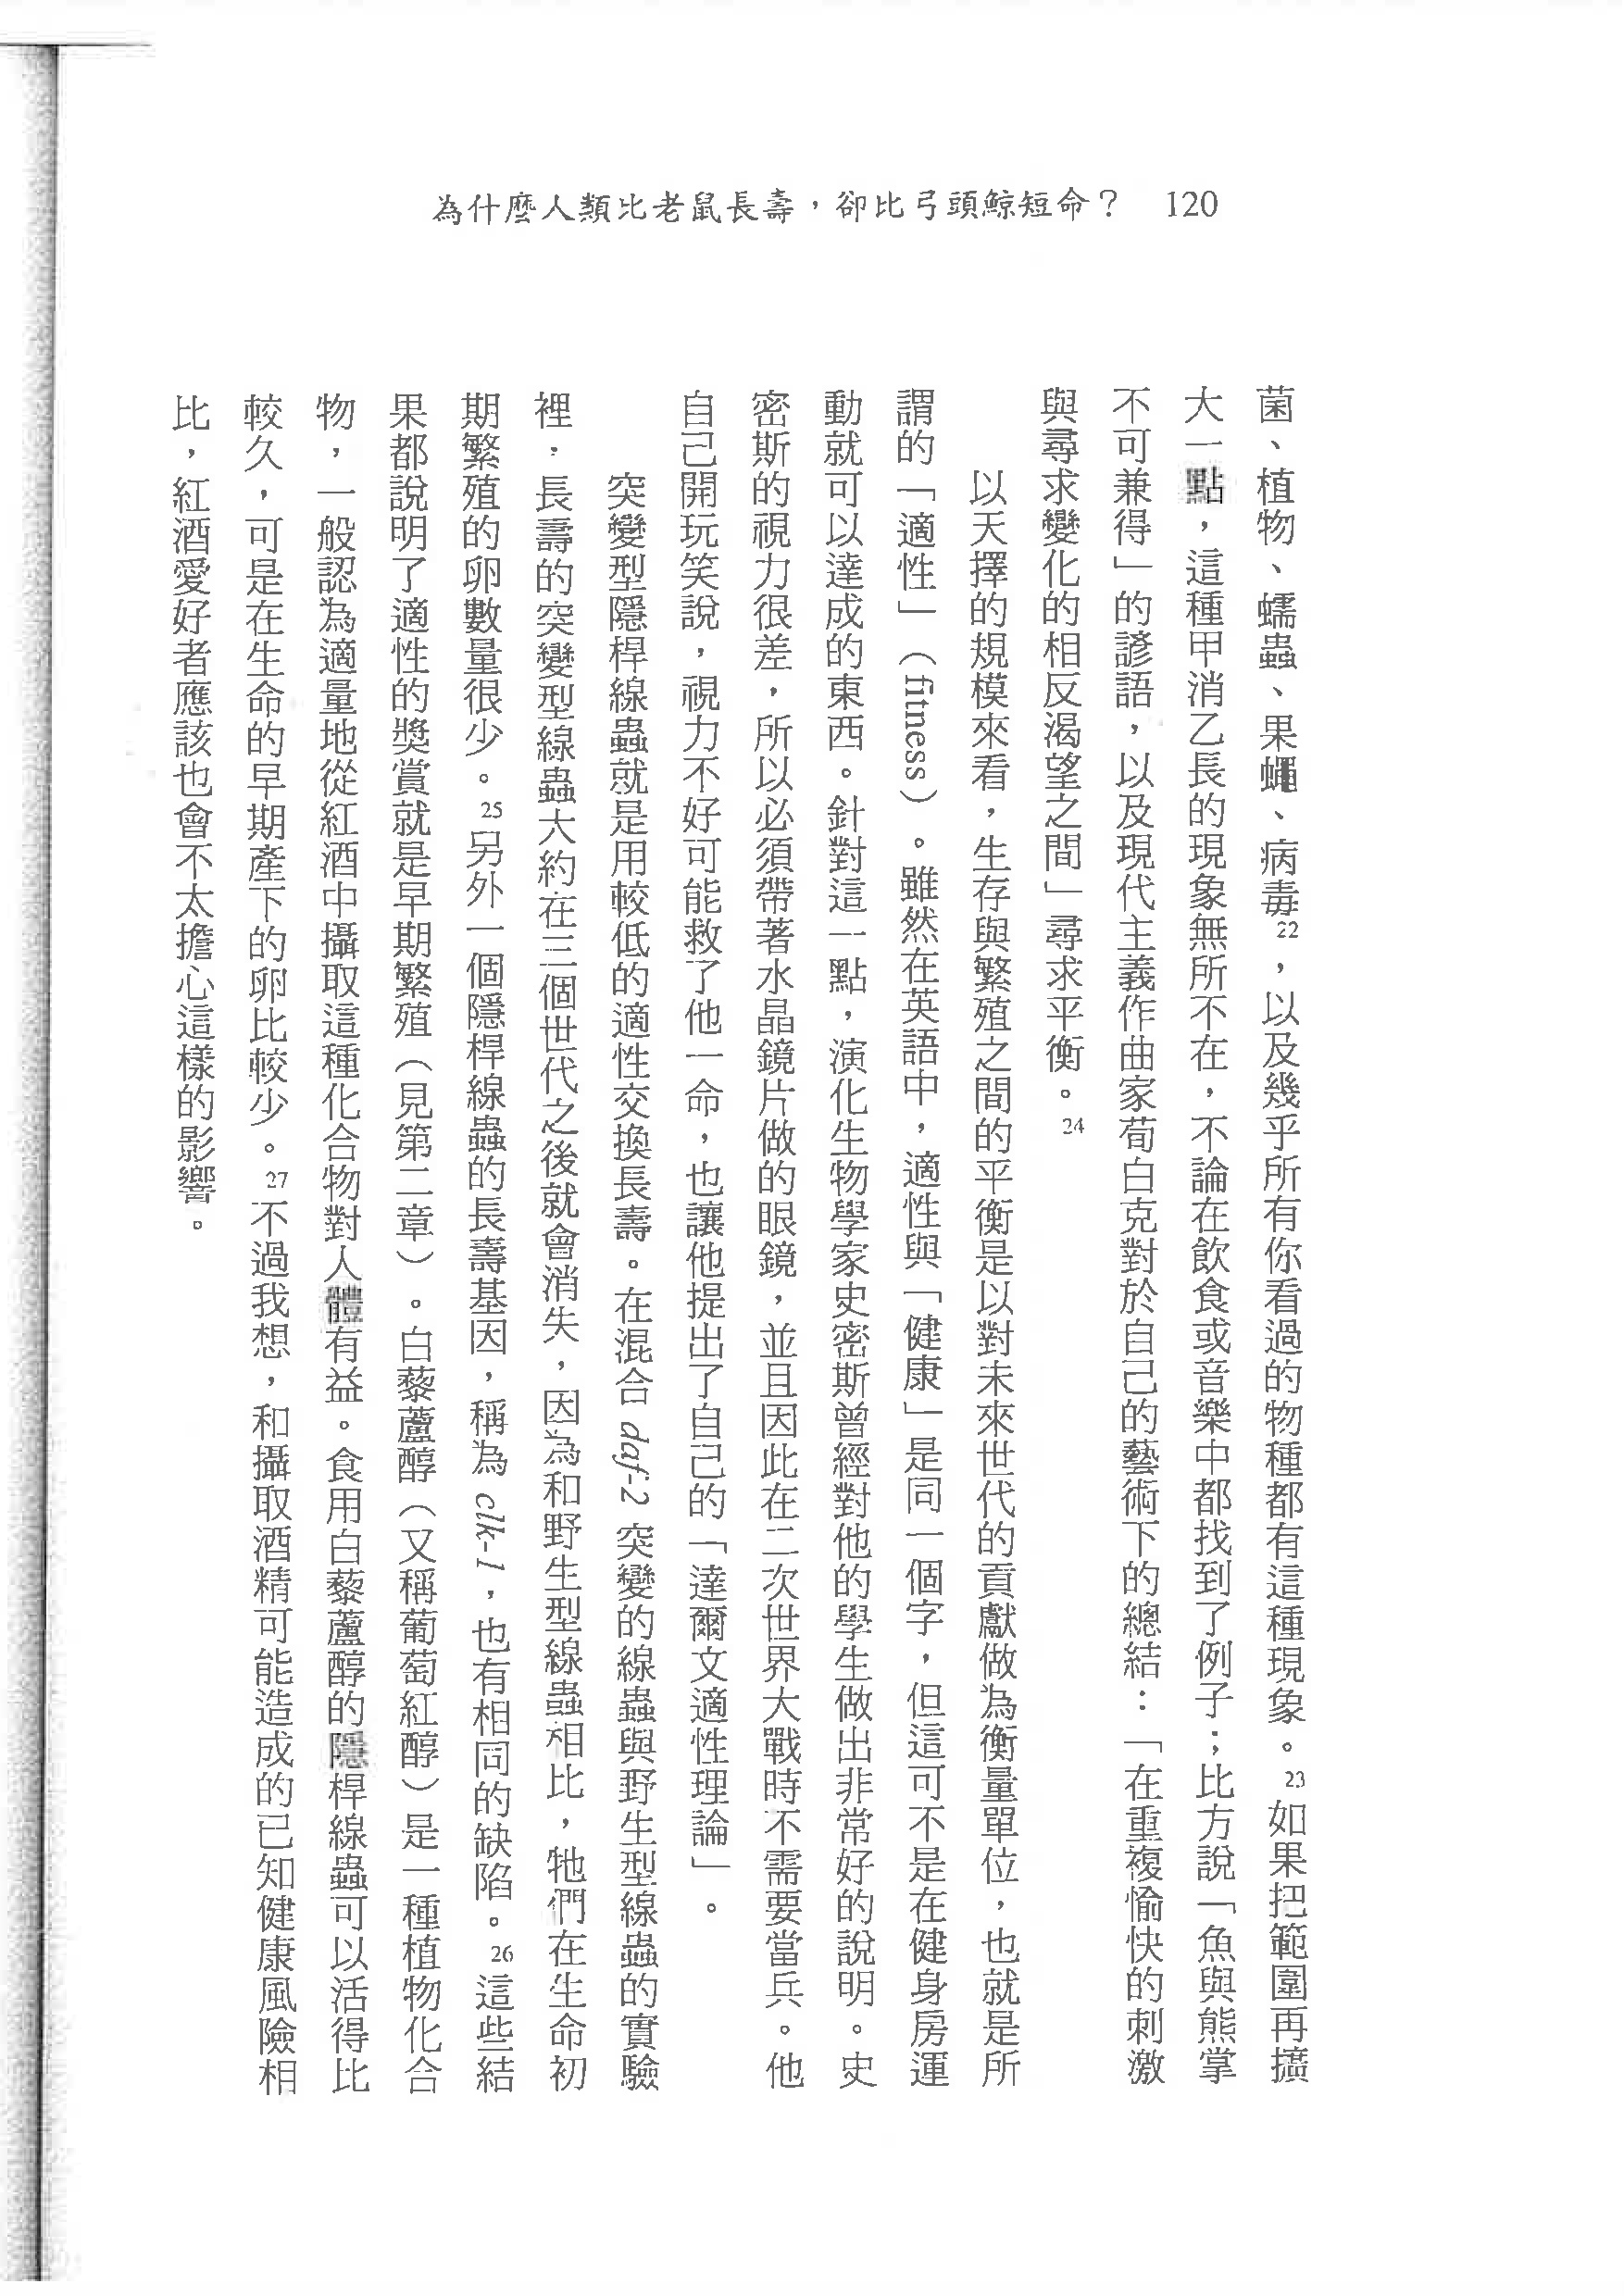 為什麼人類比老鼠長壽，卻比弓頭鯨短命？　120
菌、植物、蠕蟲、果蠅、病毒22，以及幾乎所有你看過的物種都有這種現象。23如果把範圍再擴
大一點，這種甲消乙長的現象無所不在，不論在飲食或音樂中都找到了例子；比方說「魚與熊掌
不可兼得」的諺語，以及現代主義作曲家荀白克對於自己的藝術下的總結：「在重複愉快的刺激
與尋求變化的相反渴望之間」尋求平衡。24
以天擇的規模來看，生存與繁殖之間的平衡是以對未來世代的貢獻做為衡量單位，也就是所
謂的「適性」（fitness）。雖然在英語中，適性與「健康」是同一個字，但這可不是在健身房運
動就可以達成的東西。針對這一點，演化生物學家史密斯曾經對他的學生做出非常好的說明。史
密斯的視力很差，所以必須帶著水晶鏡片做的眼鏡，並且因此在二次世界大戰時不需要當兵。他
自己開玩笑說，視力不好可能救了他一命，也讓他提出了自己的「達爾文適性理論」。
突變型隱桿線蟲就是用較低的適性交換長壽。在混合 daf-2 突變的線蟲與野生型線蟲的實驗
裡，長壽的突變型線蟲大約在三個世代之後就會消失，因為和野生型線蟲相比，牠們在生命初
期繁殖的卵數量很少。25另外一個隱桿線蟲的長壽基因，稱為 clk-1，也有相同的缺陷。26這些結
果都說明了適性的獎賞就是早期繁殖（見第二章）。白藜蘆醇（又稱葡萄紅醇）是一種植物化合
物，一般認為適量地從紅酒中攝取這種化合物對人體有益。食用白藜蘆醇的隱桿線蟲可以活得比
較久，可是在生命的早期產下的卵比較少。27不過我想，和攝取酒精可能造成的已知健康風險相
比，紅酒愛好者應該也會不太擔心這樣的影響。